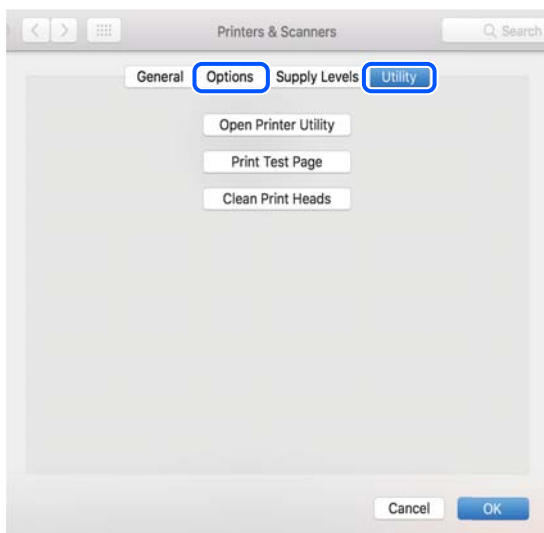 Printers & Scanners Search
General Options Supply Levels Utility
Open Printer Utility
Print Test Page
Clean Print Heads
Cancel OK